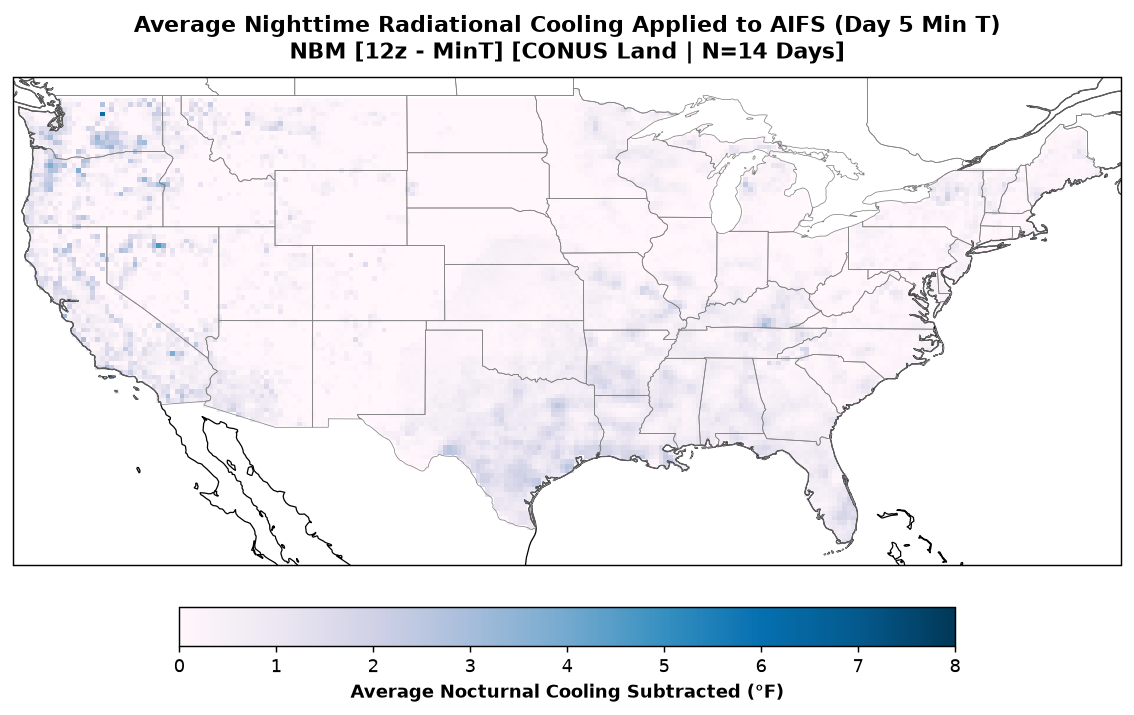 Average Nighttime Radiational Cooling Applied to AIFS (Day 5 Min T)
NBM [12z - MinT] [CONUS Land | N=14 Days]
0 1 2 3 4 5 6 7 8
Average Nocturnal Cooling Subtracted (°F)